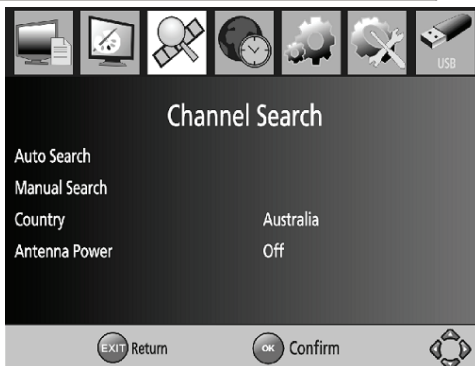 USB
Channel Search
Auto Search
Manual Search
Country Australia
Antenna Power Off
EXIT Return OK Confirm